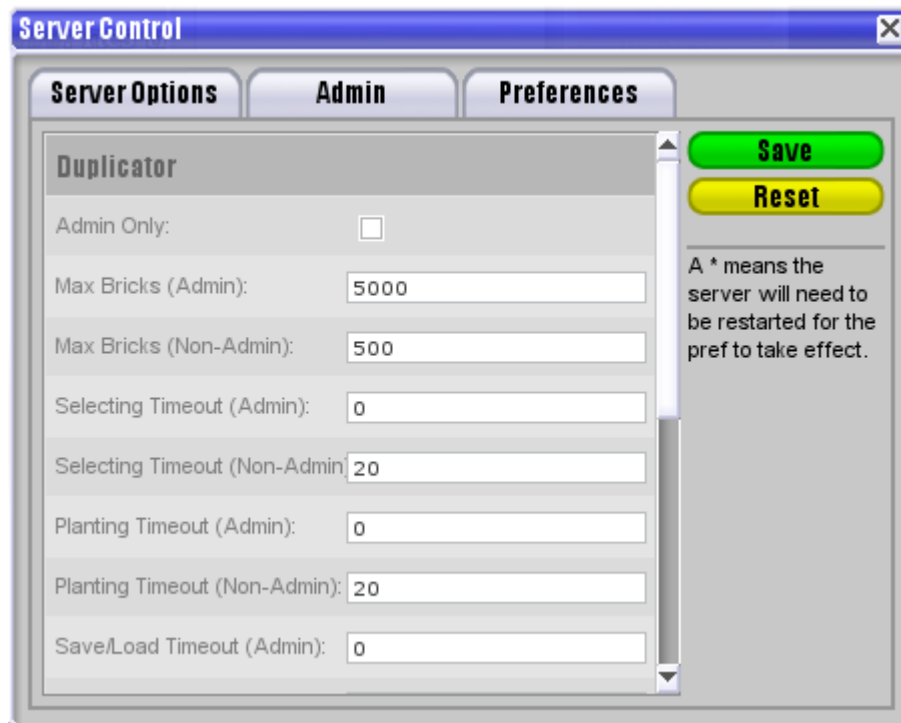 Server Control
Server Options
Admin
Preferences
Duplicator
Admin Only:
Max Bricks (Admin): 5000
Max Bricks (Non-Admin): 500
Selecting Timeout (Admin): 0
Selecting Timeout (Non-Admin) 20
Planting Timeout (Admin): 0
Planting Timeout (Non-Admin): 20
Save/Load Timeout (Admin): 0
Save
Reset
A * means the
server will need to
be restarted for the
pref to take effect.